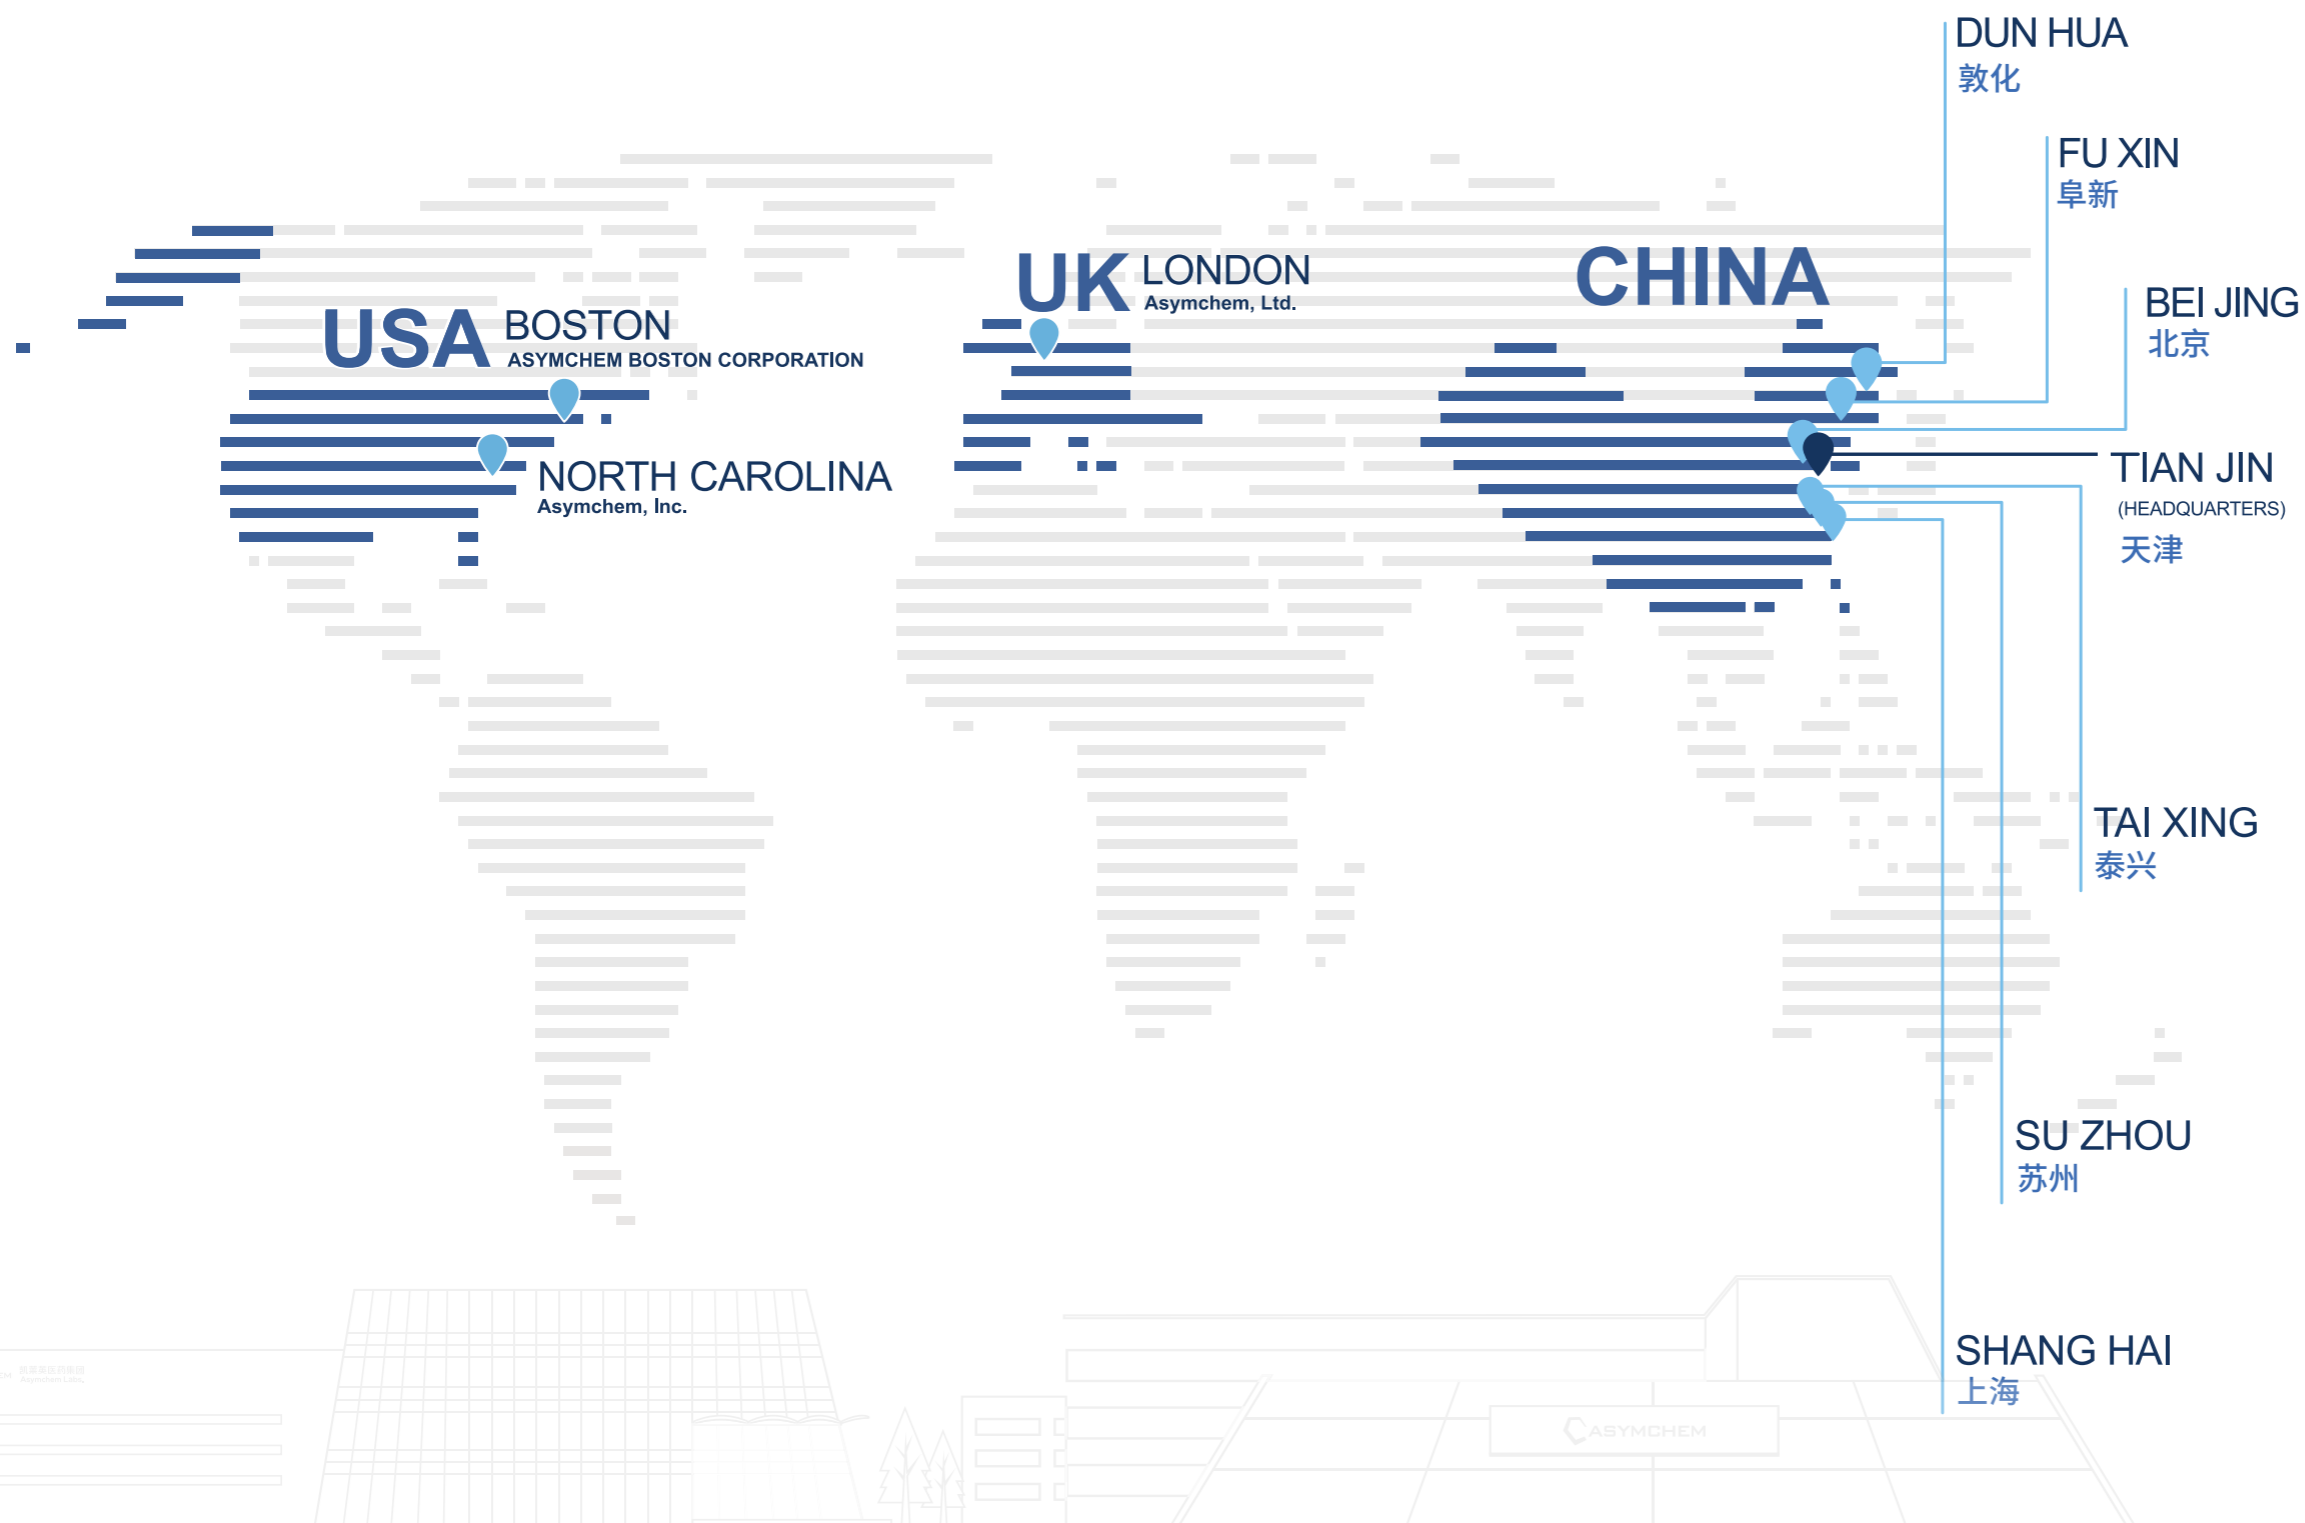 DUN HUA
敦化
FU XIN
阜新
CHINA
UK LONDON
Asymchem, Ltd.
BEI JING
北京
USA BOSTON
ASYMCHEM BOSTON CORPORATION
TIAN JIN
(HEADQUARTERS)
天津
NORTH CAROLINA
Asymchem, Inc.
TAI XING
泰兴
SU ZHOU
苏州
SHANG HAI
上海
ASYMCHEM